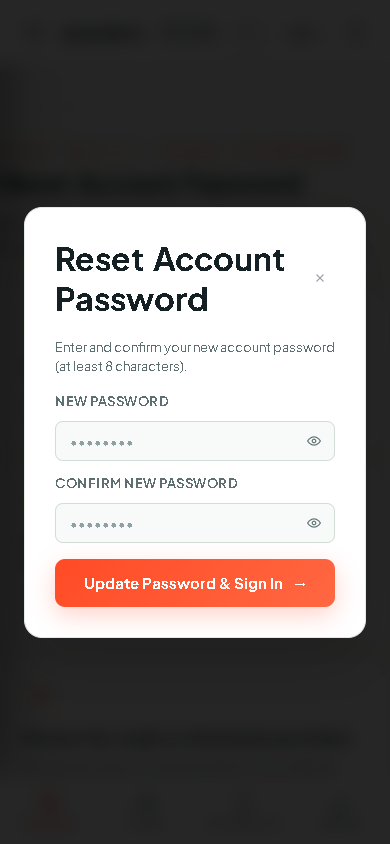 Reset Account
Password
×
Enter and confirm your new account password
(at least 8 characters).
NEW PASSWORD
••••••••
CONFIRM NEW PASSWORD
••••••••
Update Password & Sign In →